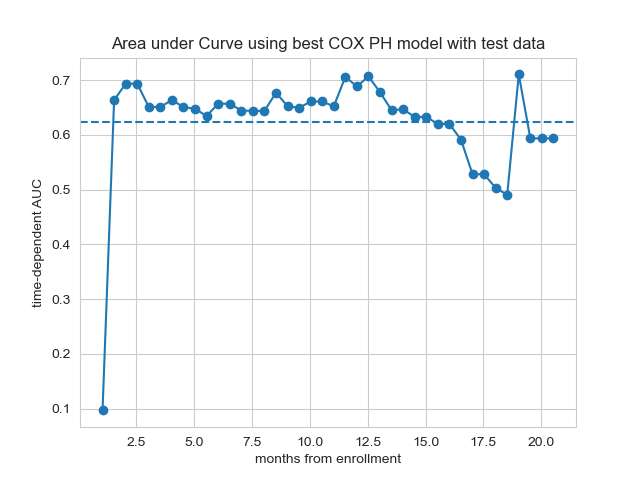 Area under Curve using best COX PH model with test data
time-dependent AUC
0.7
0.6
0.5
0.4
0.3
0.2
0.1
2.5 5.0 7.5 10.0 12.5 15.0 17.5 20.0
months from enrollment